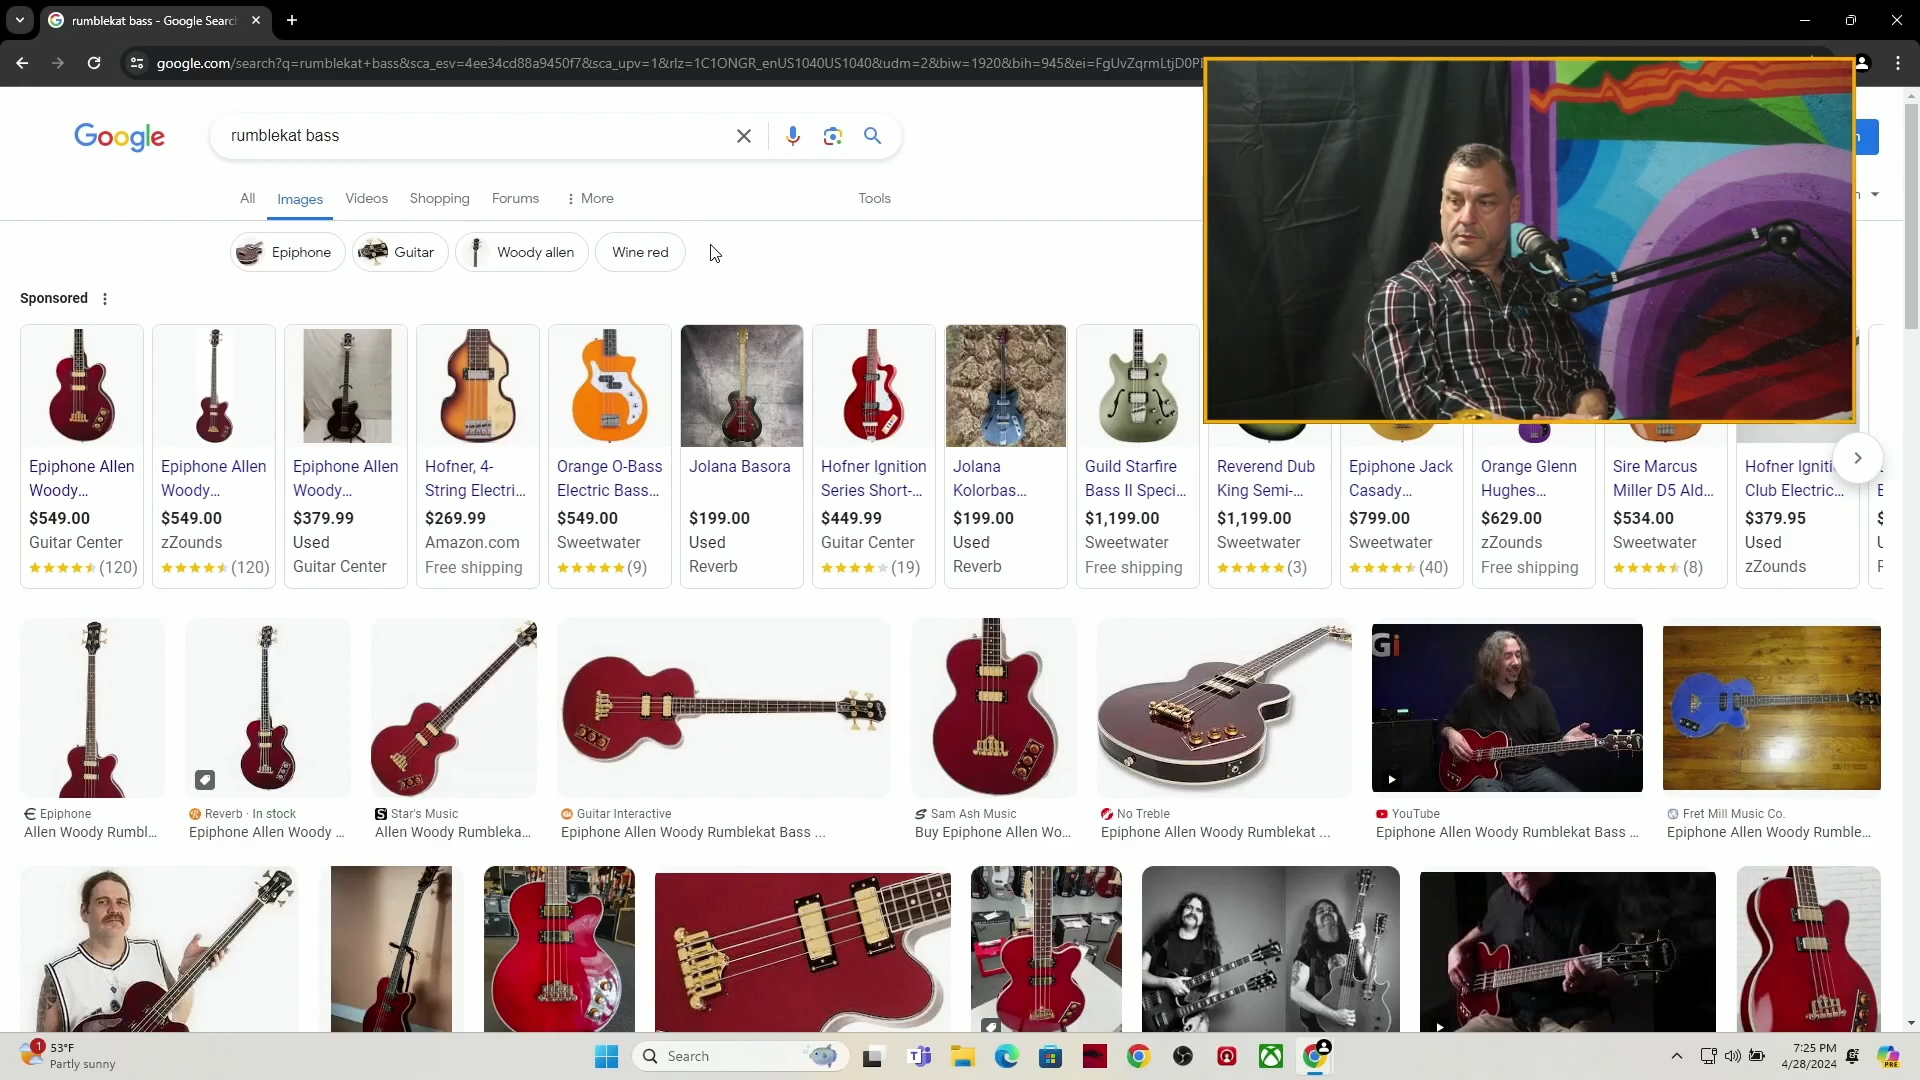 rumblekat bass - Google Search
google.com/search?q=rumblekat+bass&sca_esv=4ee34cd88a9450f7&sca_upv=1&rlz=1C1ONGR_enUS1040US1040&udm=2&biw=1920&bih=945&ei=FgUvZqrmLtjD0P
Google
rumblekat bass
All Images Videos Shopping Forums More Tools
Epiphone Guitar Woody allen Wine red
Sponsored
Epiphone Allen Woody...
$549.00
Guitar Center
(120)
Epiphone Allen Woody...
$549.00
zZounds
(120)
Epiphone Allen Woody...
$379.99
Used
Guitar Center
Hofner, 4-String Electri...
$269.99
Amazon.com
Free shipping
Orange O-Bass Electric Bass...
$549.00
Sweetwater
(9)
Jolana Basora
$199.00
Used
Reverb
Hofner Ignition Series Short-...
$449.99
Guitar Center
(19)
Jolana Kolorbas...
$199.00
Used
Reverb
Guild Starfire Bass II Speci...
$1,199.00
Sweetwater
Free shipping
Reverend Dub King Semi-...
$1,199.00
Sweetwater
(3)
Epiphone Jack Casady...
$799.00
Sweetwater
(40)
Orange Glenn Hughes...
$629.00
zZounds
Free shipping
Sire Marcus Miller D5 Ald...
$534.00
Sweetwater
(8)
Hofner Igniti Club Electric...
$379.95
Used
zZounds
Gi
Epiphone
Allen Woody Rumbl...
Reverb · In stock
Epiphone Allen Woody ...
Star's Music
Allen Woody Rumbleka...
Guitar Interactive
Epiphone Allen Woody Rumblekat Bass ...
Sam Ash Music
Buy Epiphone Allen Wo...
No Treble
Epiphone Allen Woody Rumblekat ...
YouTube
Epiphone Allen Woody Rumblekat Bass ...
Fret Mill Music Co.
Epiphone Allen Woody Rumble...
1
53°F
Partly sunny
Search
7:25 PM
4/28/2024
PRE